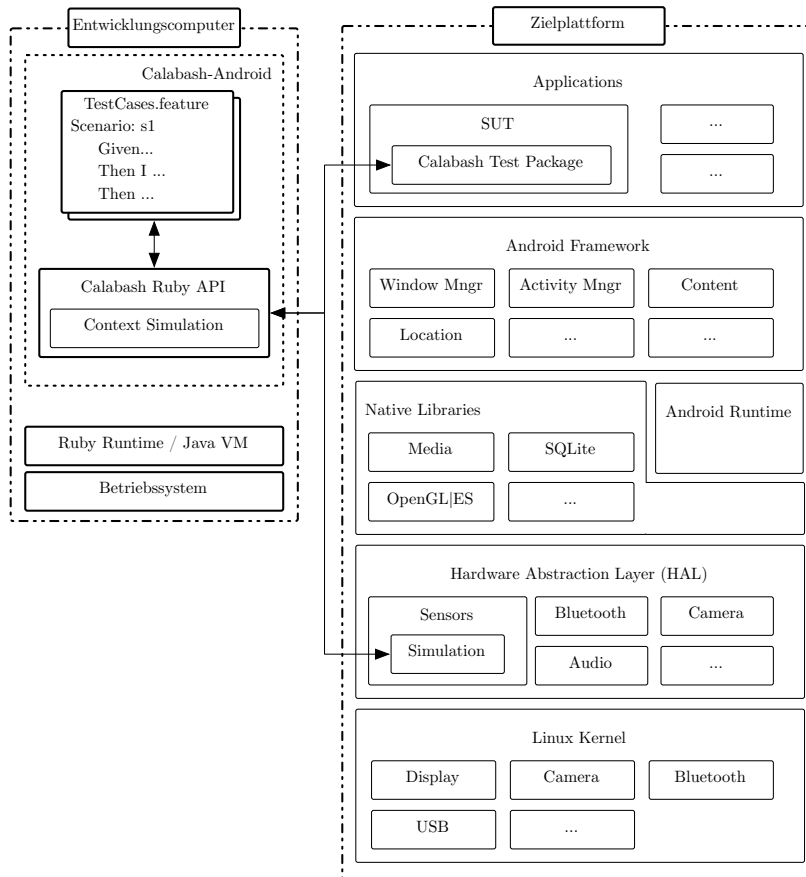 Entwicklungscomputer
Calabash-Android
TestCases.feature
Scenario: s1
Given...
Then I ...
Then ...
Calabash Ruby API
Context Simulation
Ruby Runtime / Java VM
Betriebssystem
Zielplattform
Applications
SUT
Calabash Test Package
...
...
Android Framework
Window Mngr
Activity Mngr
Content
Location
...
...
Native Libraries
Media
SQLite
OpenGL|ES
...
Android Runtime
Hardware Abstraction Layer (HAL)
Sensors
Simulation
Bluetooth
Camera
Audio
...
Linux Kernel
Display
Camera
Bluetooth
USB
...